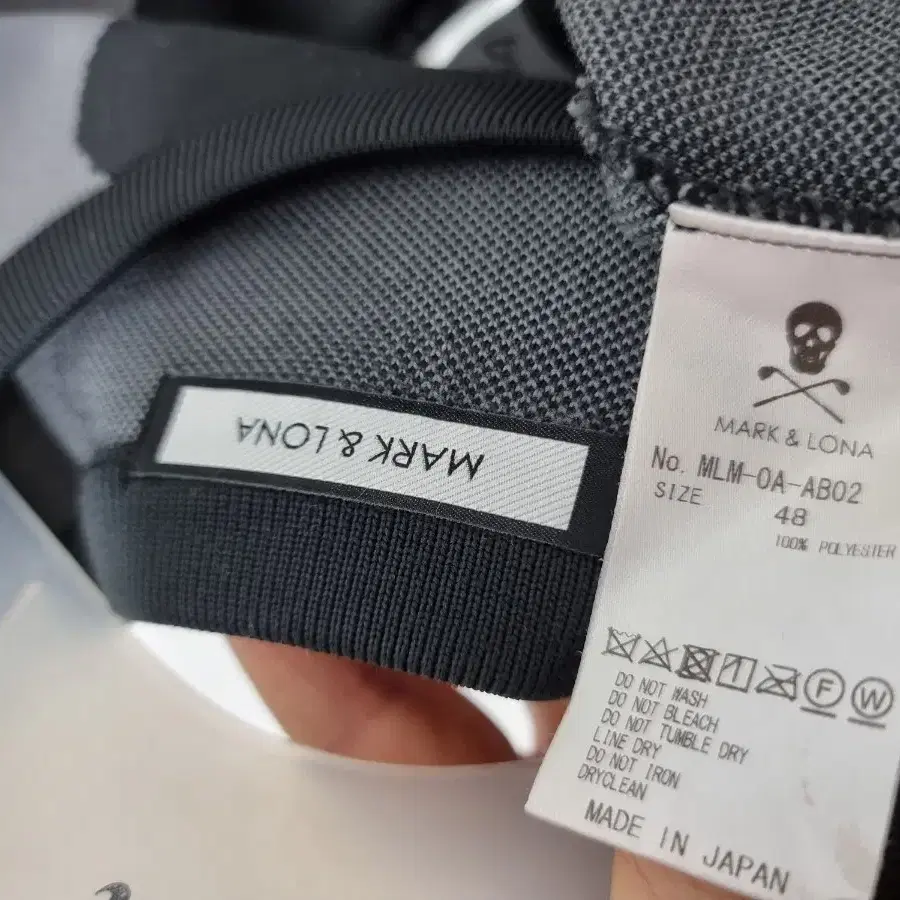 MARK & LONA
MARK & LONA
No. MLM-0A-AB02
SIZE
48
100% POLYESTER
F W
DO NOT WASH
DO NOT BLEACH
DO NOT TUMBLE DRY
LINE DRY
DO NOT IRON
DRYCLEAN
MADE IN JAPAN